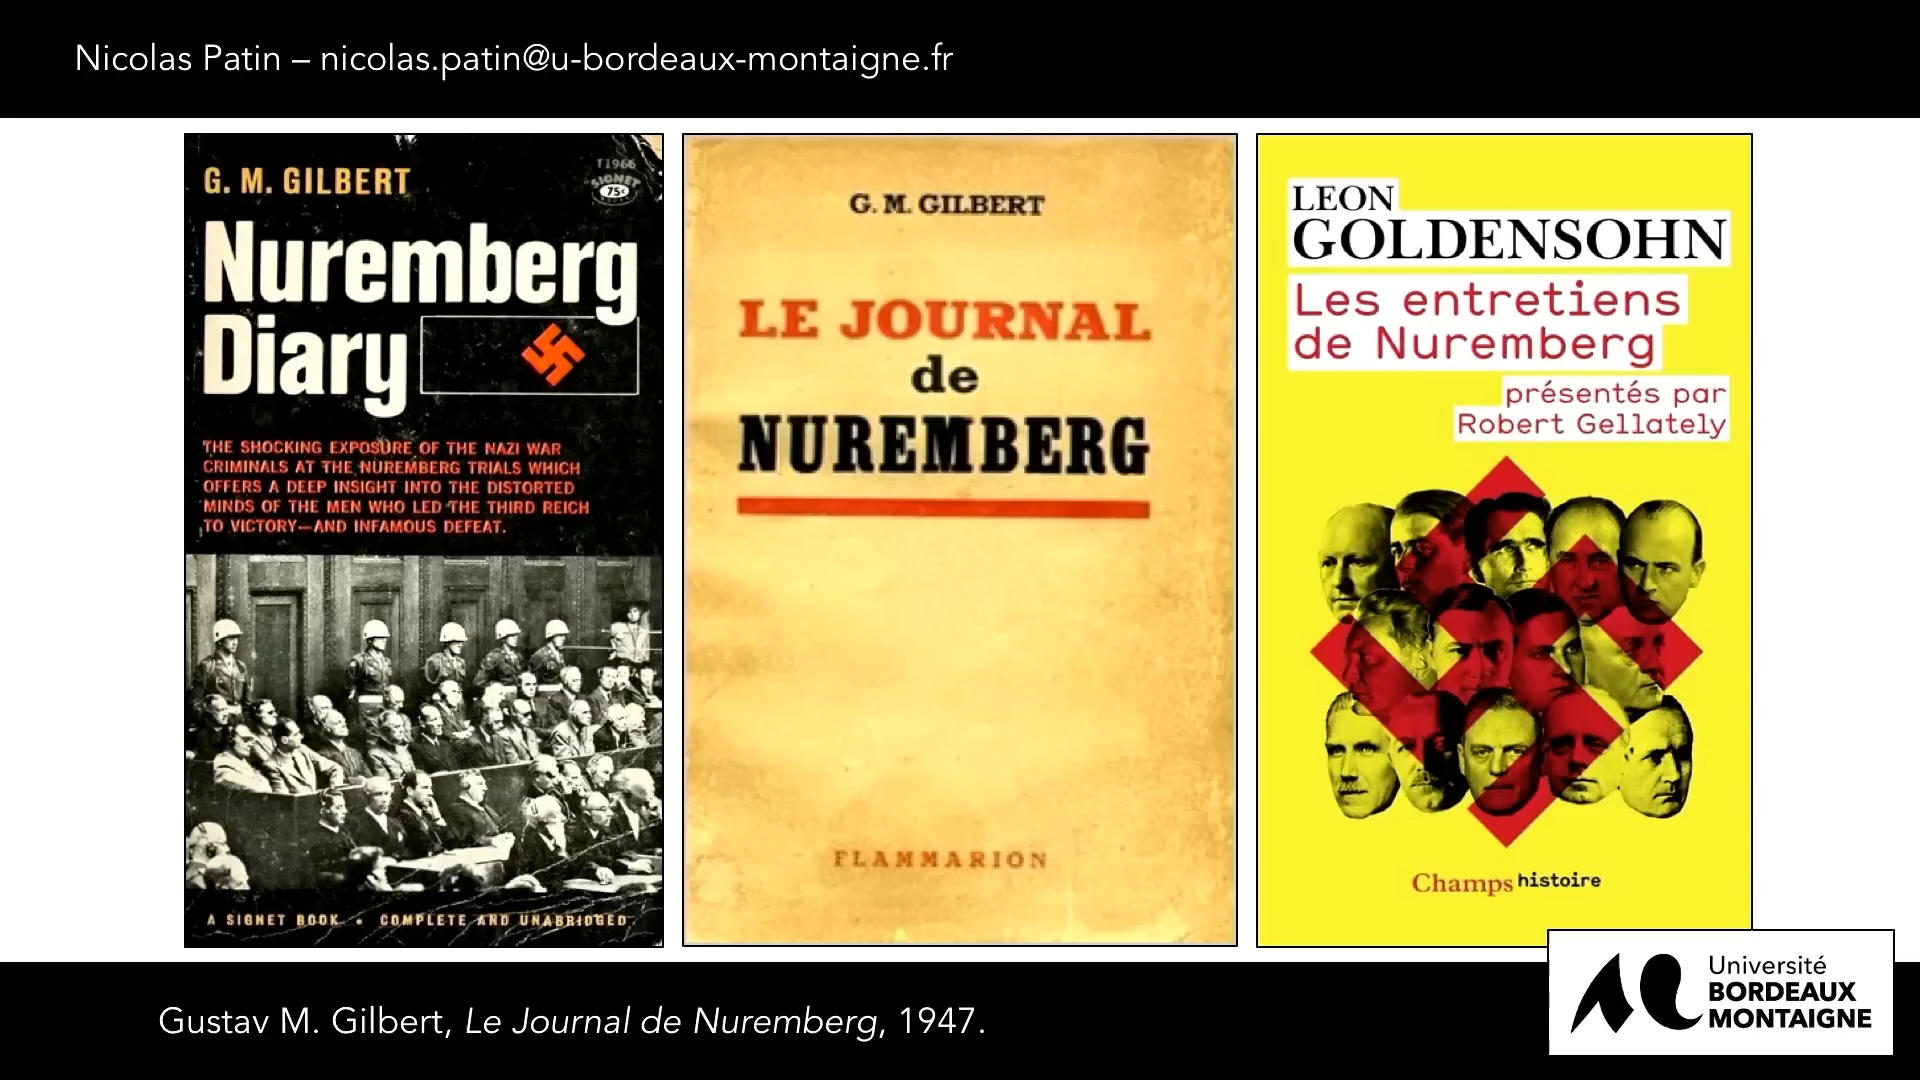 Nicolas Patin – nicolas.patin@u-bordeaux-montaigne.fr
G. M. GILBERT
T1966
SIGNET
75¢
Nuremberg
Diary
THE SHOCKING EXPOSURE OF THE NAZI WAR
CRIMINALS AT THE NUREMBERG TRIALS WHICH
OFFERS A DEEP INSIGHT INTO THE DISTORTED
MINDS OF THE MEN WHO LED THE THIRD REICH
TO VICTORY—AND INFAMOUS DEFEAT.
A SIGNET BOOK • COMPLETE AND UNABRIDGED
G. M. GILBERT
LE JOURNAL
de
NUREMBERG
FLAMMARION
LEON
GOLDENSOHN
Les entretiens
de Nuremberg
présentés par
Robert Gellately
Champs histoire
Gustav M. Gilbert, Le Journal de Nuremberg, 1947.
Université
BORDEAUX
MONTAIGNE